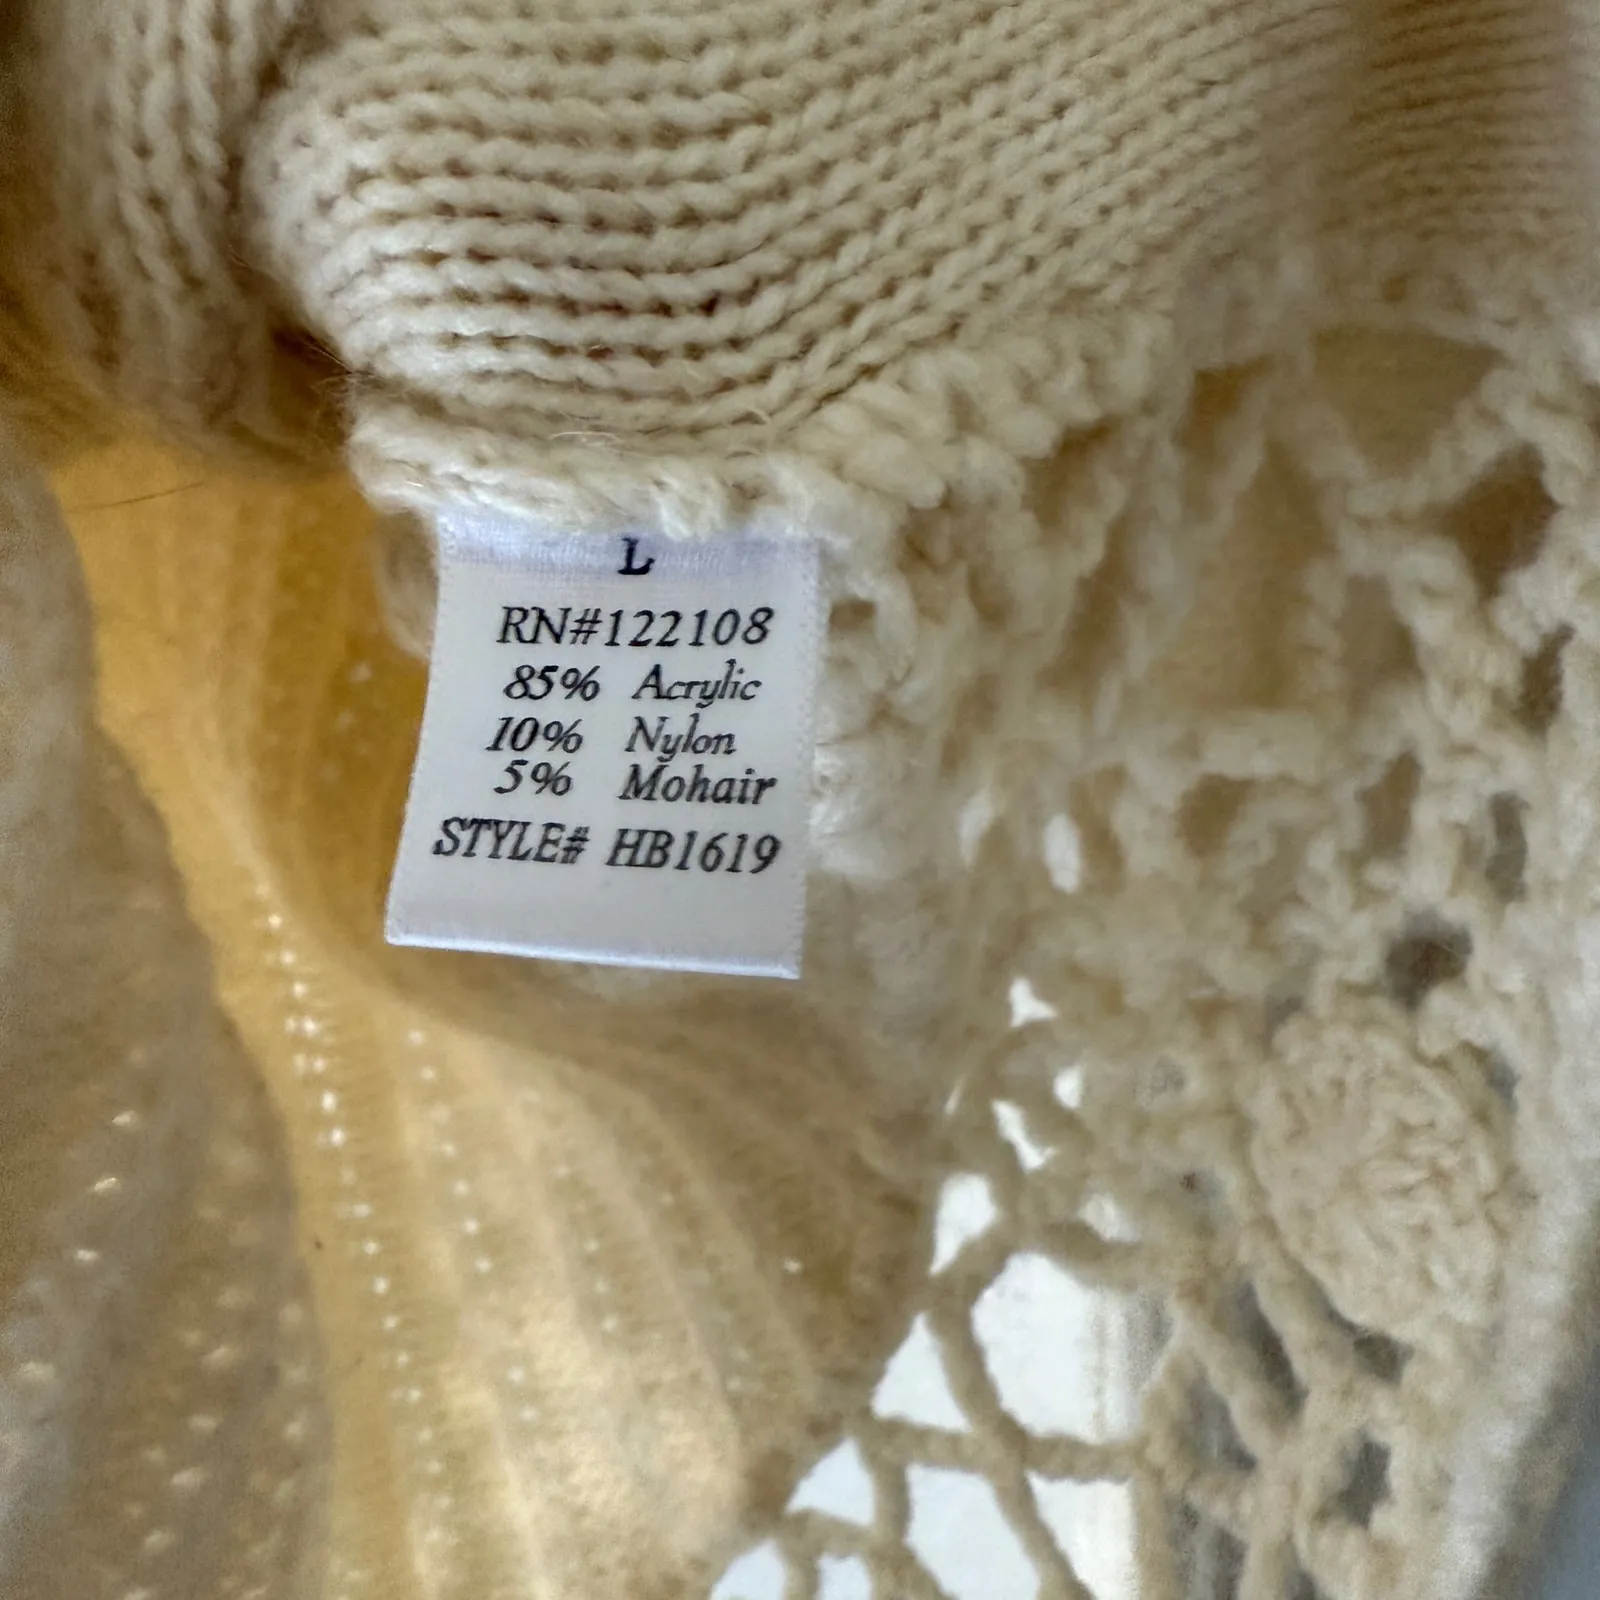 L
RN#122108
85% Acrylic
10% Nylon
5% Mohair
STYLE# HB1619